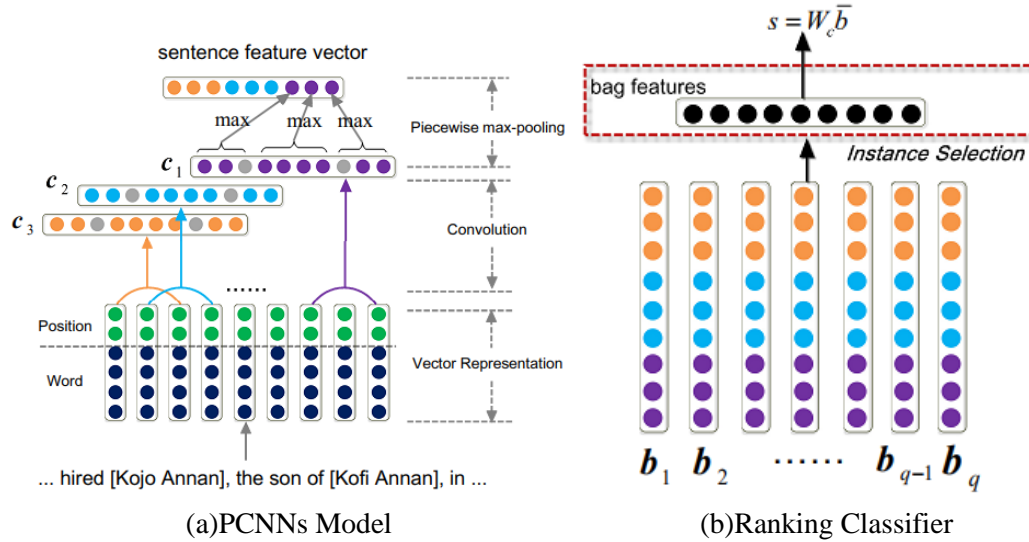 sentence feature vector
max max max
Piecewise max-pooling
c₁
c₂
c₃
Convolution
......
Position
Word
Vector Representation
... hired [Kojo Annan], the son of [Kofi Annan], in ...
(a)PCNNs Model
s = W_c b̄
bag features
Instance Selection
b₁ b₂ ...... b_{q-1} b_q
(b)Ranking Classifier